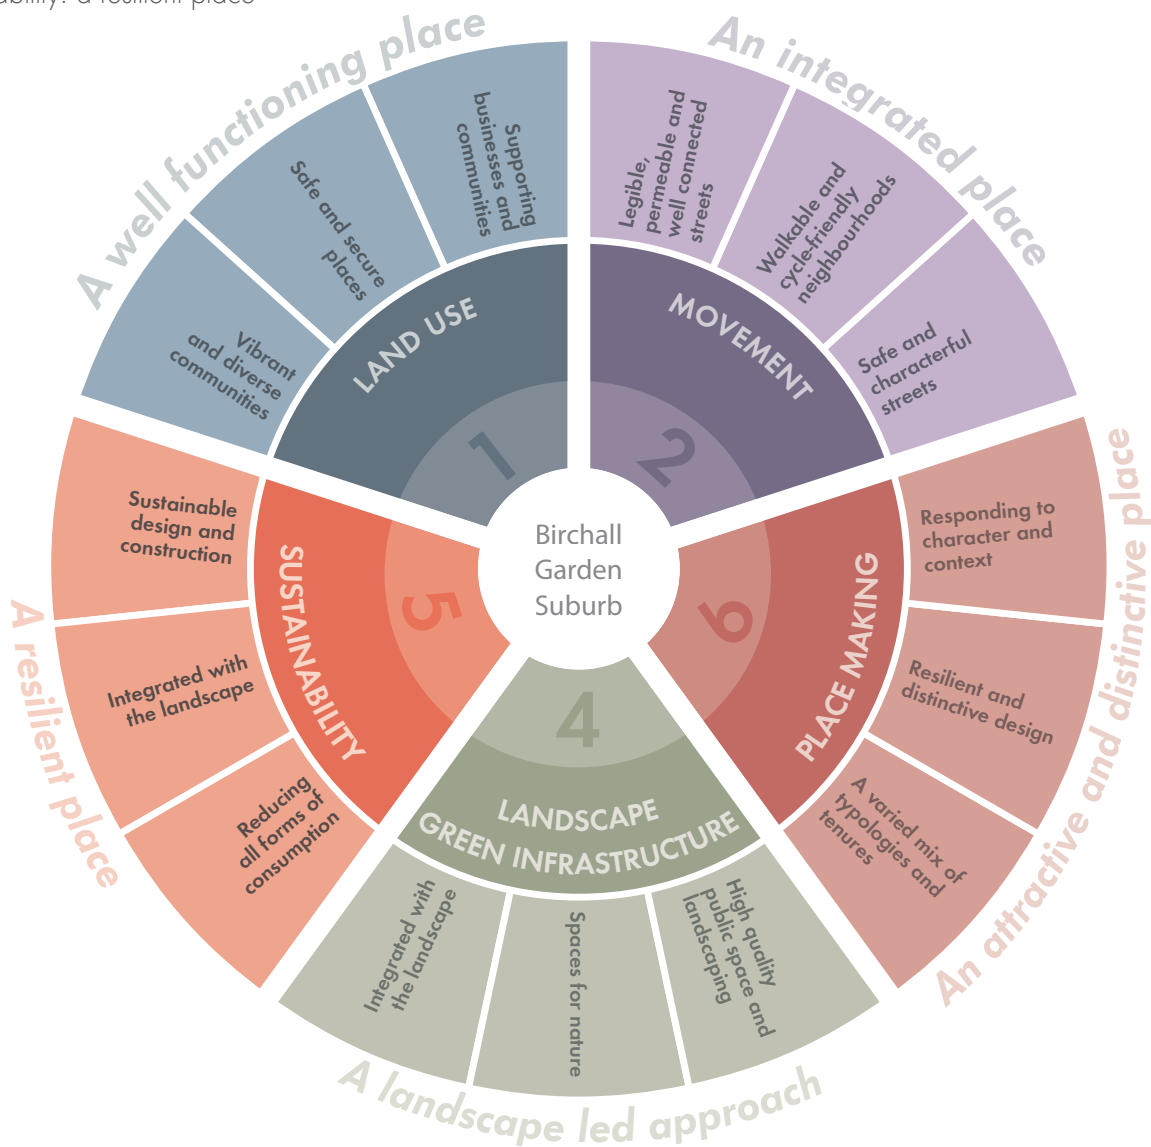 ability: a resilient place
A well functioning place
Supporting
businesses and
communities
Safe and secure
places
Vibrant
and diverse
communities
LAND USE
1
An integrated place
Legible,
permeable and
well connected
streets
Walkable and
cycle-friendly
neighbourhoods
Safe and
characterful
streets
MOVEMENT
2
An attractive and distinctive place
Responding to
character and
context
Resilient and
distinctive design
A varied mix of
typologies and
tenures
PLACE MAKING
6
A landscape led approach
High quality
public space and
landscaping
Spaces for nature
Integrated with
the landscape
LANDSCAPE
GREEN INFRASTRUCTURE
4
A resilient place
Sustainable
design and
construction
Integrated with
the landscape
Reducing
all forms of
consumption
SUSTAINABILITY
5
Birchall
Garden
Suburb